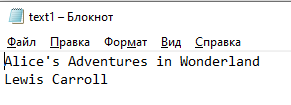 text1 – Блокнот
Файл Правка Формат Вид Справка
Alice's Adventures in Wonderland
Lewis Carroll